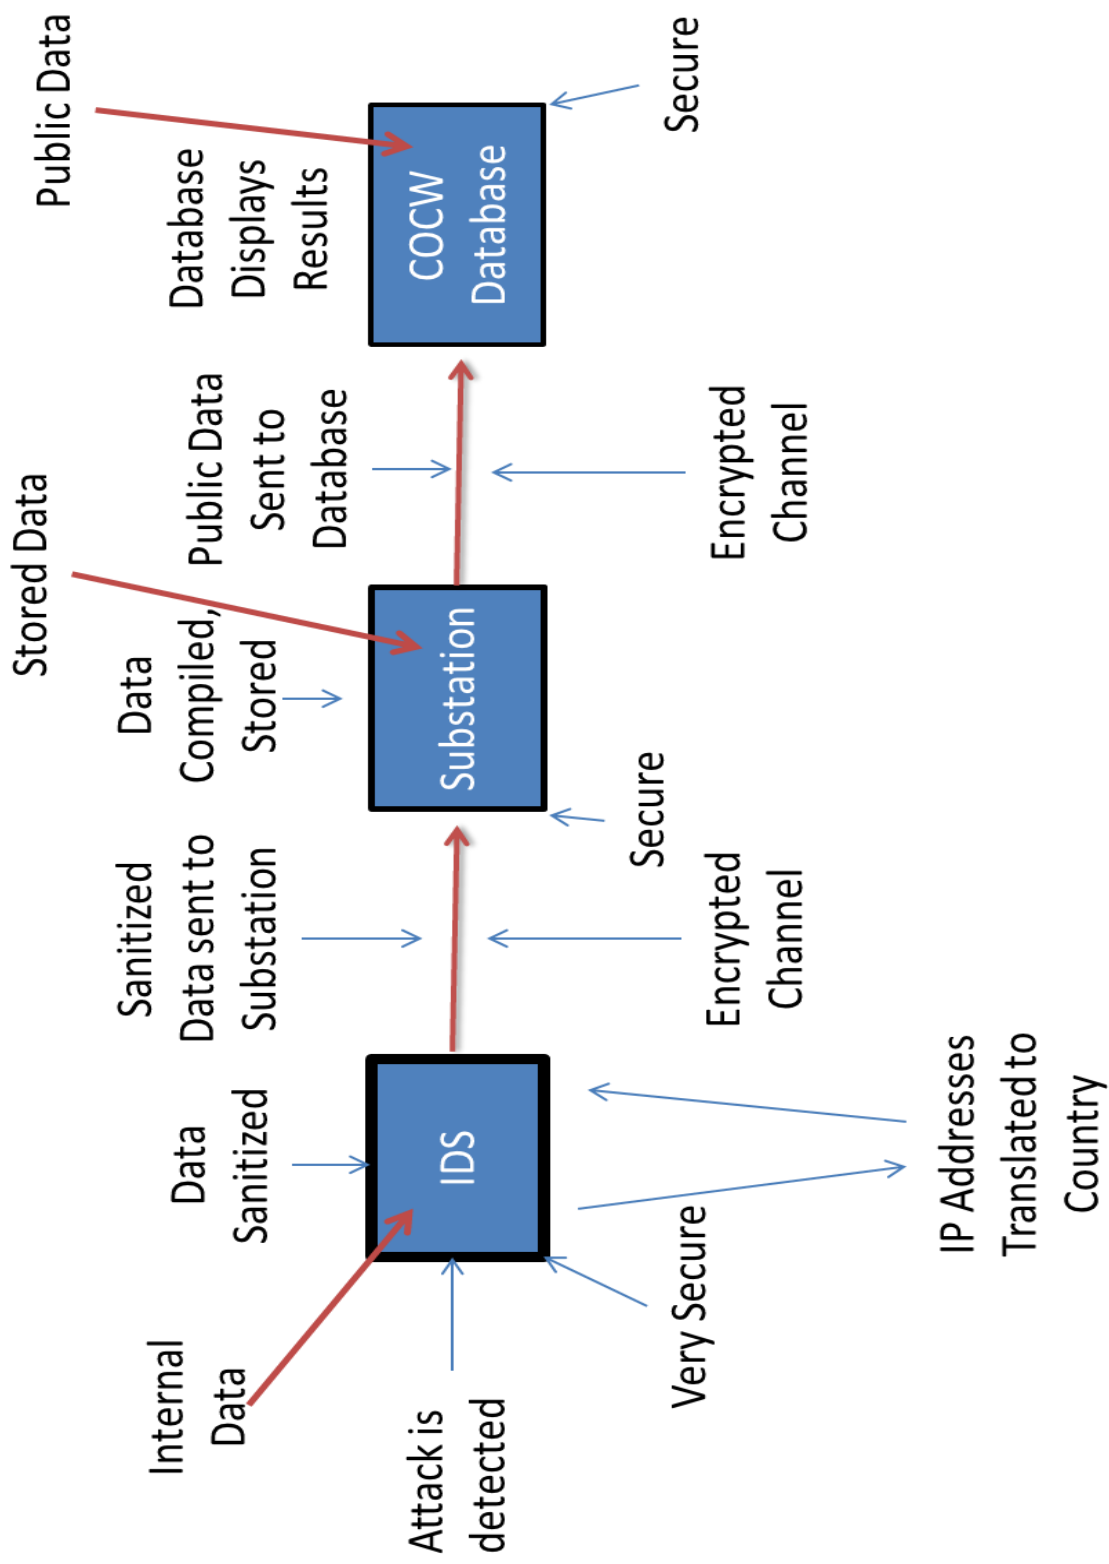 Internal
Data
Data
Sanitized
Attack is
detected
IDS
Very Secure
IP Addresses
Translated to
Country
Sanitized
Data sent to
Substation
Encrypted
Channel
Stored Data
Data
Compiled,
Stored
Substation
Secure
Public Data
Sent to
Database
Encrypted
Channel
Public Data
Database
Displays
Results
COCW
Database
Secure